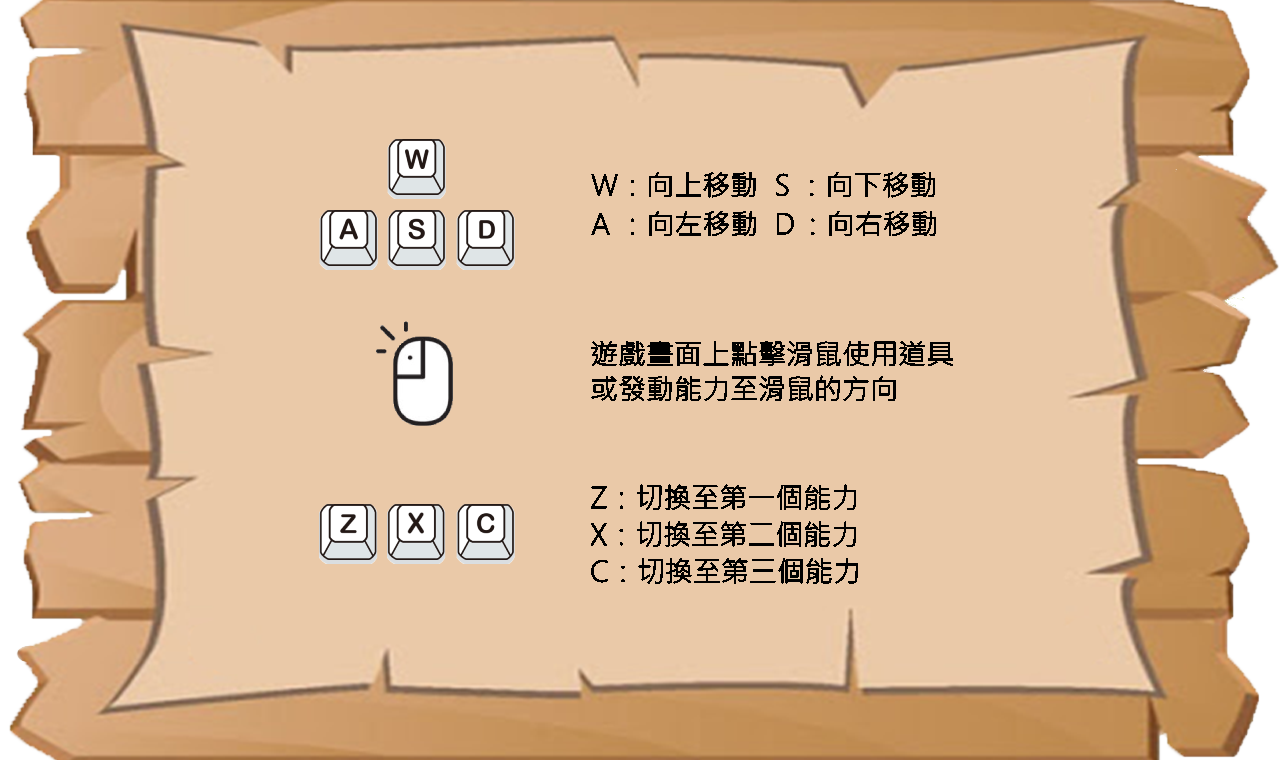 W
W：向上移動 S ：向下移動
A S D
A ：向左移動 D：向右移動
遊戲畫面上點擊滑鼠使用道具
或發動能力至滑鼠的方向
Z X C
Z：切換至第一個能力
X：切換至第二個能力
C：切換至第三個能力